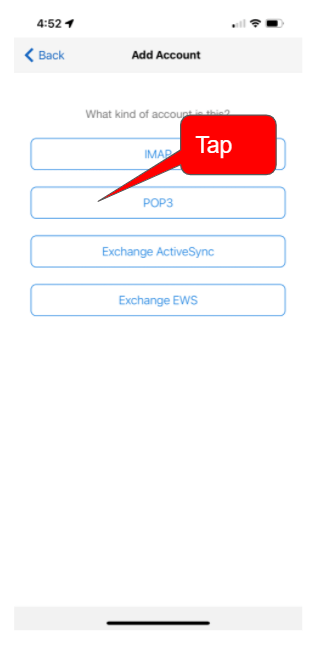 4:52
Back
Add Account
What kind of account is this?
Tap
IMAP
POP3
Exchange ActiveSync
Exchange EWS